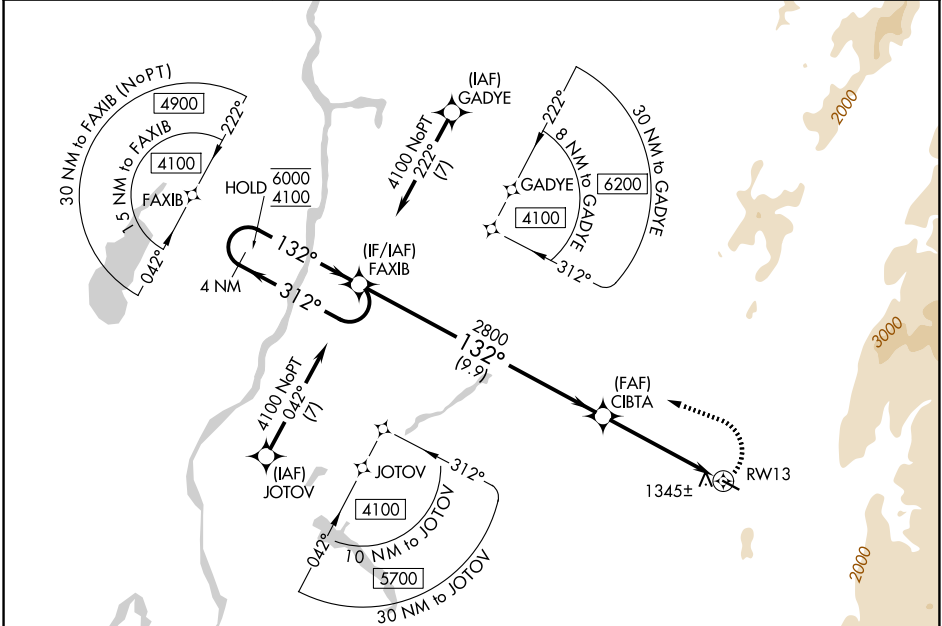 30 NM to FAXIB (NoPT)
4900
222°
15 NM to FAXIB
4100
FAXIB
042°
HOLD
6000
4100
132°
312°
4 NM
(IF/IAF)
FAXIB
(IAF)
GADYE
4100 NoPT
222°
(7)
222°
30 NM to GADYE
8 NM to GADYE
6200
GADYE
4100
312°
2000
3000
2800
132°
(9.9)
(FAF)
CIBTA
4100 NoPT
042°
(7)
(IAF)
JOTOV
312°
JOTOV
4100
042°
10 NM to JOTOV
5700
30 NM to JOTOV
1345±
RW13
2000